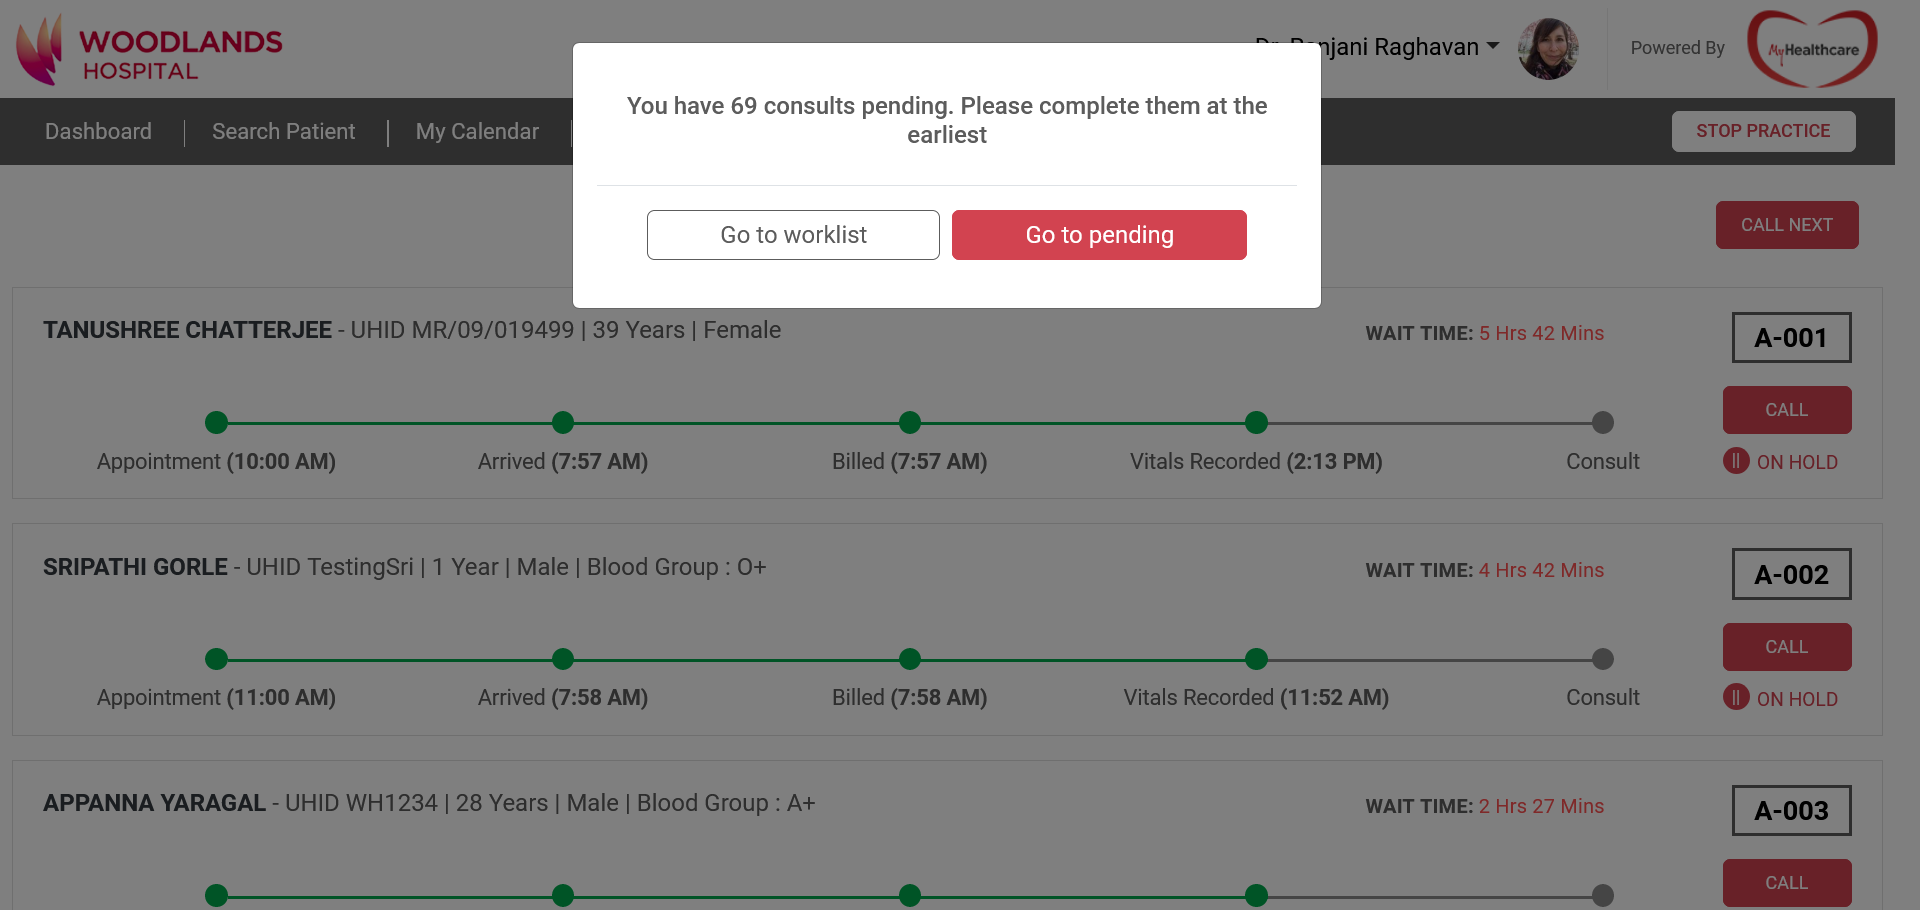 WOODLANDS
HOSPITAL
Dr. Ranjani Raghavan
Powered By
MyHealthcare
You have 69 consults pending. Please complete them at the
earliest
Go to worklist
Go to pending
Dashboard
Search Patient
My Calendar
STOP PRACTICE
CALL NEXT
TANUSHREE CHATTERJEE - UHID MR/09/019499 | 39 Years | Female
WAIT TIME: 5 Hrs 42 Mins
A-001
CALL
Appointment (10:00 AM)
Arrived (7:57 AM)
Billed (7:57 AM)
Vitals Recorded (2:13 PM)
Consult
ON HOLD
SRIPATHI GORLE - UHID TestingSri | 1 Year | Male | Blood Group : O+
WAIT TIME: 4 Hrs 42 Mins
A-002
CALL
Appointment (11:00 AM)
Arrived (7:58 AM)
Billed (7:58 AM)
Vitals Recorded (11:52 AM)
Consult
ON HOLD
APPANNA YARAGAL - UHID WH1234 | 28 Years | Male | Blood Group : A+
WAIT TIME: 2 Hrs 27 Mins
A-003
CALL